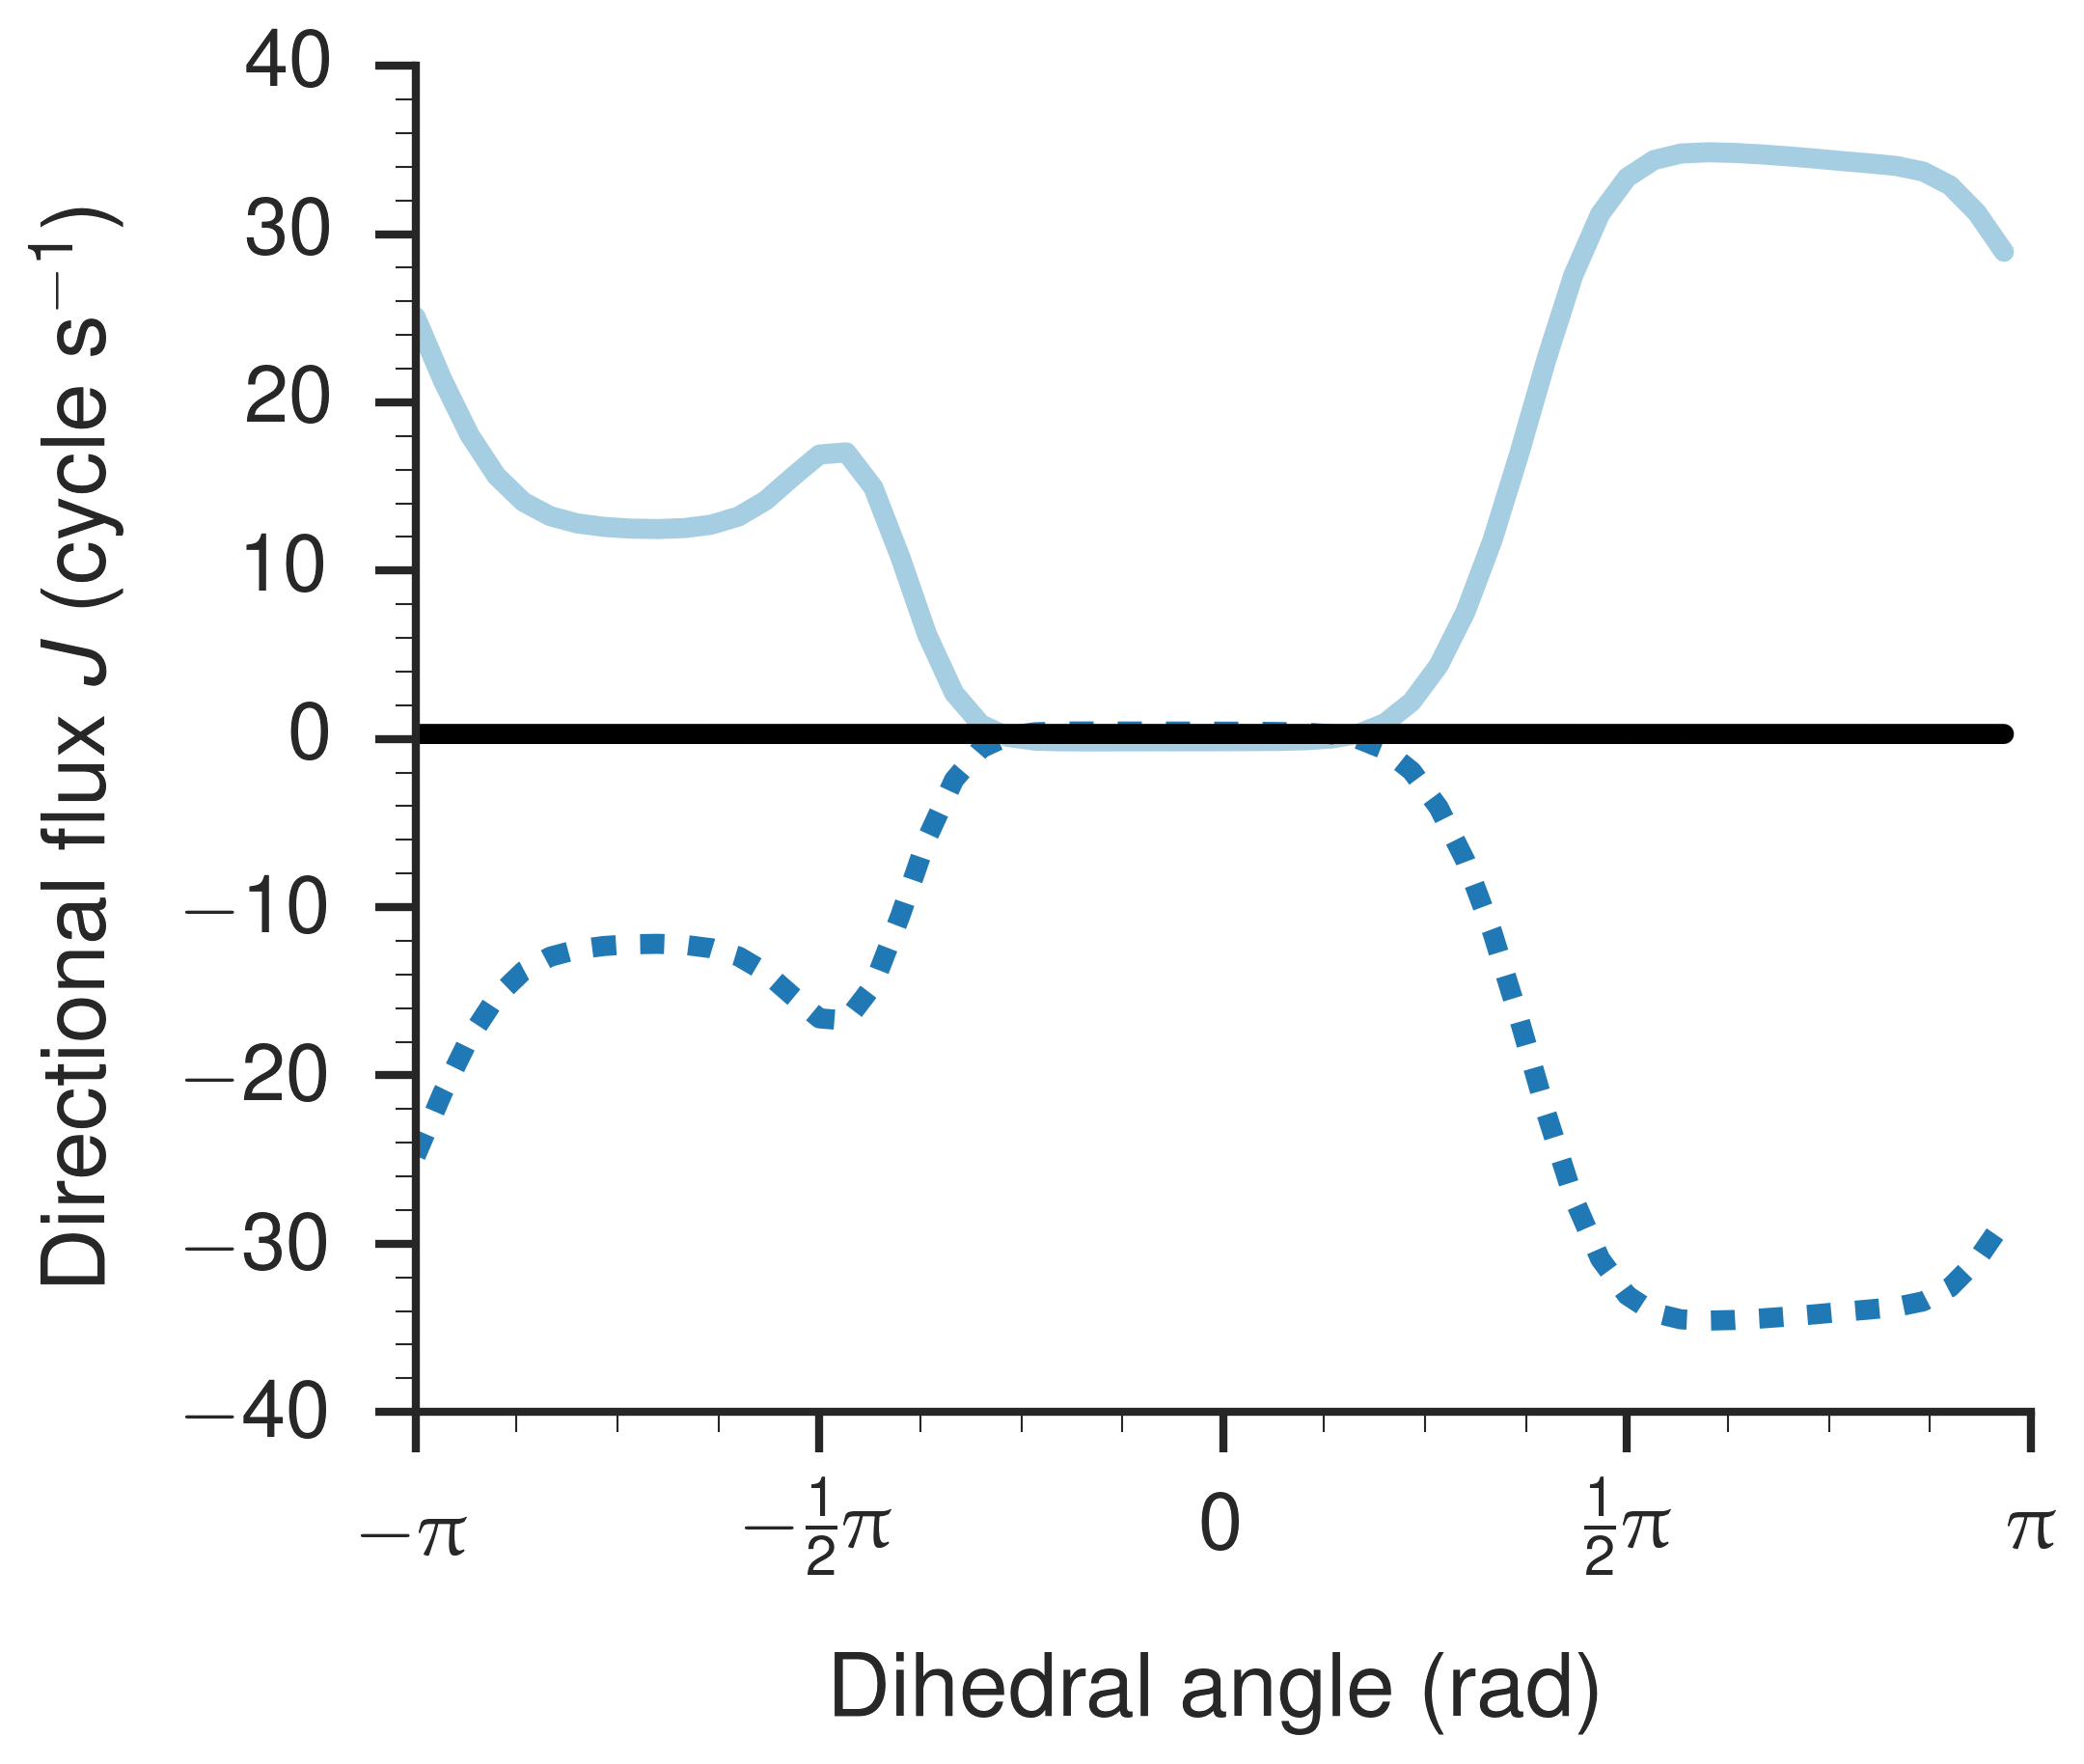 Directional flux J (cycle s⁻¹)
40
30
20
10
0
−10
−20
−30
−40
−π
−½π
0
½π
π
Dihedral angle (rad)